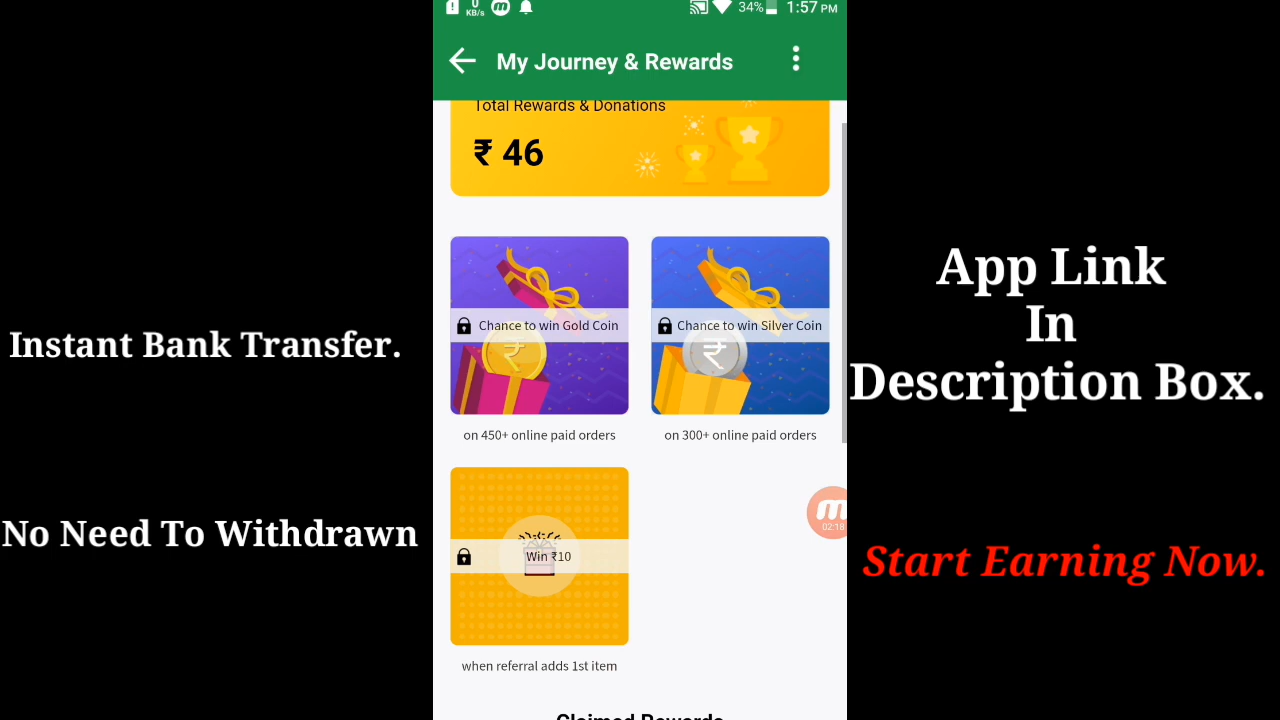 0
KB/s
34%
1:57 PM
My Journey & Rewards
Total Rewards & Donations
₹ 46
Chance to win Gold Coin
Chance to win Silver Coin
on 450+ online paid orders
on 300+ online paid orders
Win ₹10
when referral adds 1st item
Claimed Rewards
02:18
Instant Bank Transfer.
No Need To Withdrawn
App Link
In
Description Box.
Start Earning Now.